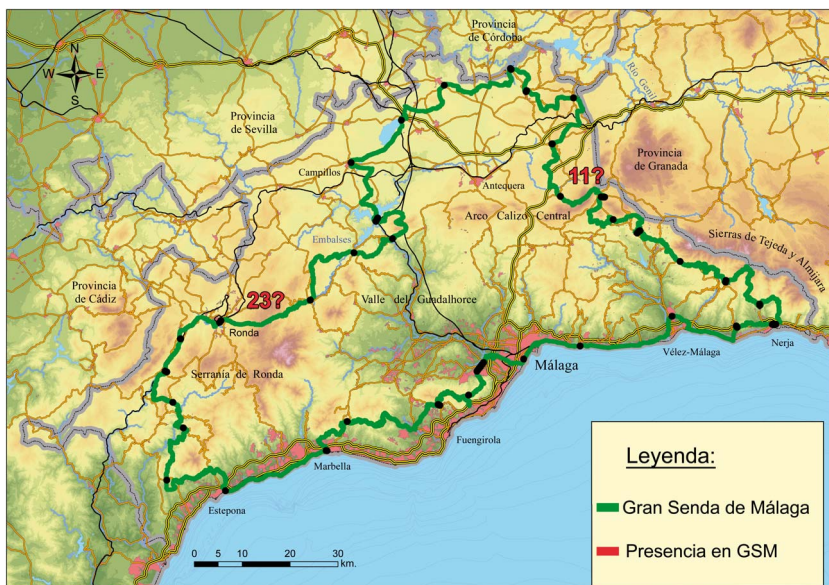 Provincia
de Córdoba
N
W E
S
Río Genil
Provincia
de Sevilla
Provincia
de Granada
Campillos
11?
Antequera
Arco Calizo Central
Sierras de Tejeda y Almijara
Embalses
Provincia
de Cádiz
23?
Valle del Guadalhorce
Ronda
Málaga
Vélez-Málaga
Nerja
Serranía de Ronda
Fuengirola
Marbella
Estepona
Leyenda:
Gran Senda de Málaga
Presencia en GSM
0 5 10 20 30
km.